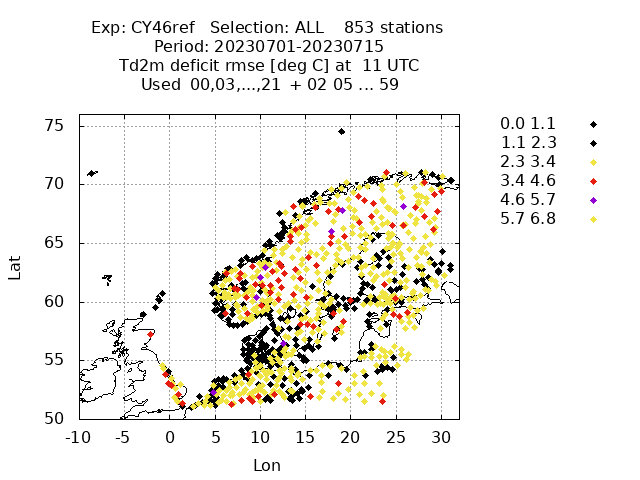 Exp: CY46ref   Selection: ALL    853 stations
Period: 20230701-20230715
Td2m deficit rmse [deg C] at  11 UTC
Used  00,03,...,21  + 02 05 ... 59
75
70
65
60
55
50
Lat
-10 -5 0 5 10 15 20 25 30
Lon
0.0 1.1
1.1 2.3
2.3 3.4
3.4 4.6
4.6 5.7
5.7 6.8